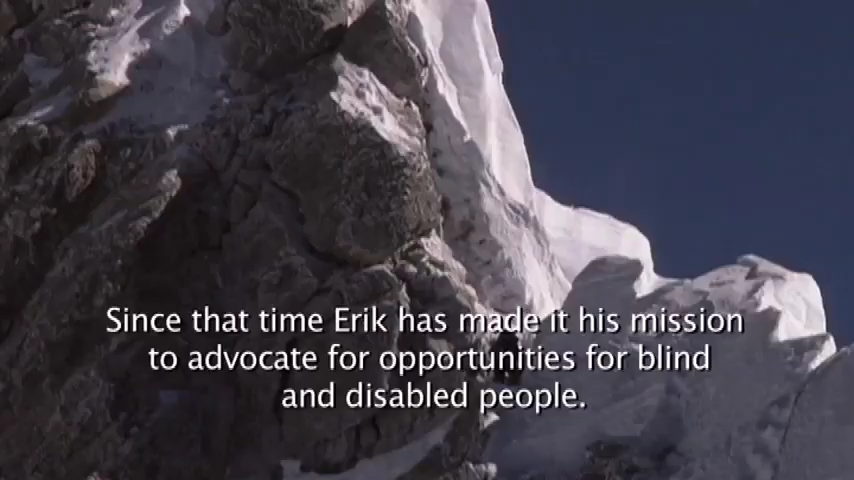 Since that time Erik has made it his mission
to advocate for opportunities for blind
and disabled people.